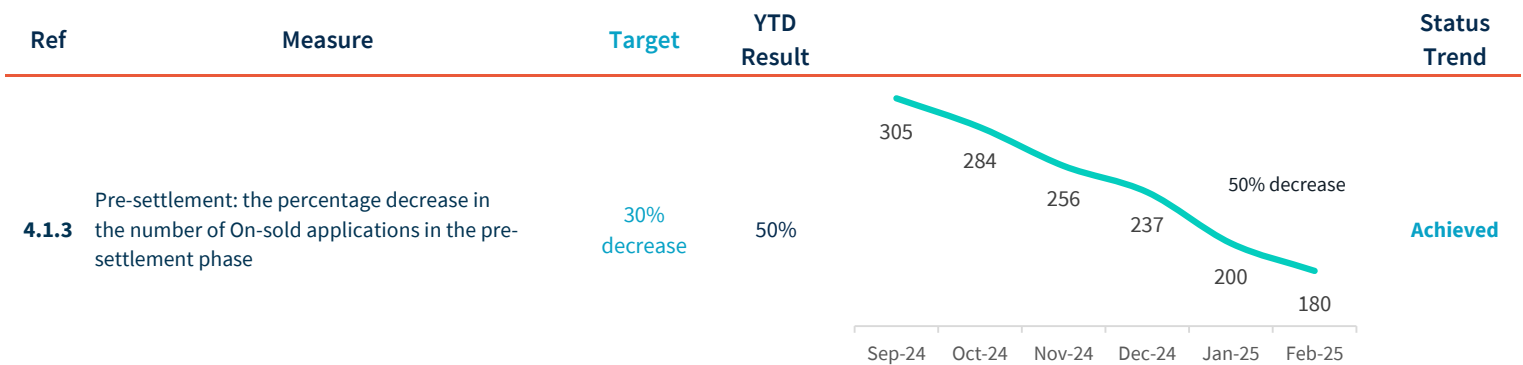 Ref Measure Target YTD Result Status Trend
4.1.3 Pre-settlement: the percentage decrease in
the number of On-sold applications in the pre-
settlement phase
30%
decrease
50%
305
284
256
237
200
180
50% decrease
Sep-24 Oct-24 Nov-24 Dec-24 Jan-25 Feb-25
Achieved